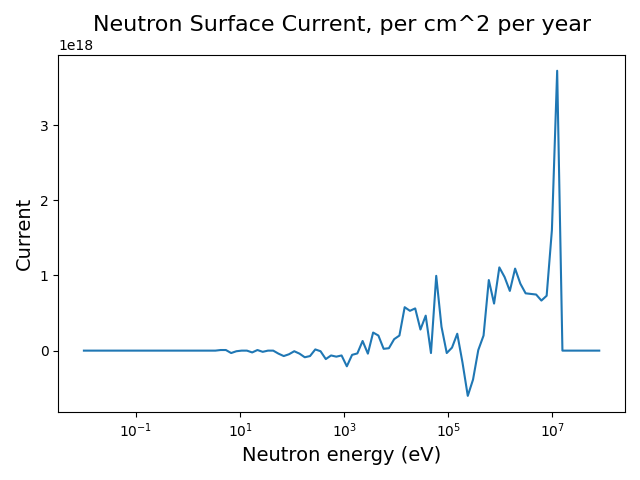 Neutron Surface Current, per cm^2 per year
1e18
3
2
1
0
Current
10^-1 10^1 10^3 10^5 10^7
Neutron energy (eV)